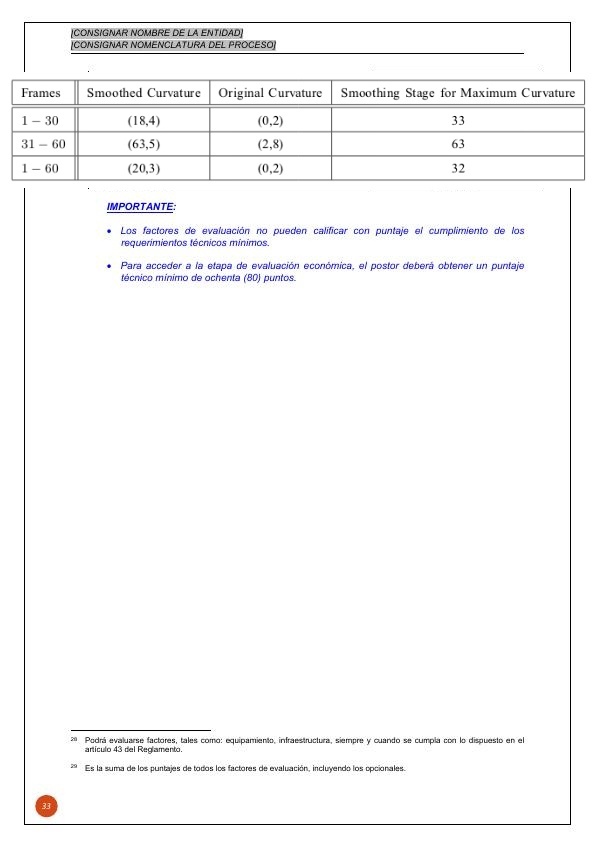 [CONSIGNAR NOMBRE DE LA ENTIDAD]
[CONSIGNAR NOMENCLATURA DEL PROCESO]
Frames Smoothed Curvature Original Curvature Smoothing Stage for Maximum Curvature
1 − 30 (18,4) (0,2) 33
31 − 60 (63,5) (2,8) 63
1 − 60 (20,3) (0,2) 32
IMPORTANTE:
• Los factores de evaluación no pueden calificar con puntaje el cumplimiento de los
requerimientos técnicos mínimos.
• Para acceder a la etapa de evaluación económica, el postor deberá obtener un puntaje
técnico mínimo de ochenta (80) puntos.
28 Podrá evaluarse factores, tales como: equipamiento, infraestructura, siempre y cuando se cumpla con lo dispuesto en el
artículo 43 del Reglamento.
29 Es la suma de los puntajes de todos los factores de evaluación, incluyendo los opcionales.
33